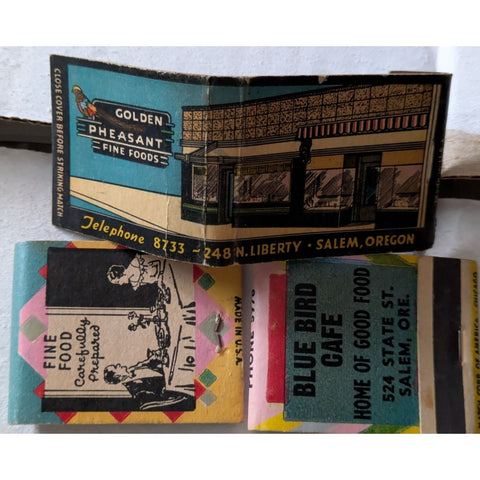 CLOSE COVER BEFORE STRIKING MATCH
GOLDEN
PHEASANT
FINE FOODS
Telephone 8733 ~ 248 N. LIBERTY · SALEM, OREGON
FINE
FOOD
Carefully
Prepared
MADE IN U.S.A.
PHONE
BLUE BIRD
CAFE
HOME OF GOOD FOOD
524 STATE ST.
SALEM, ORE.